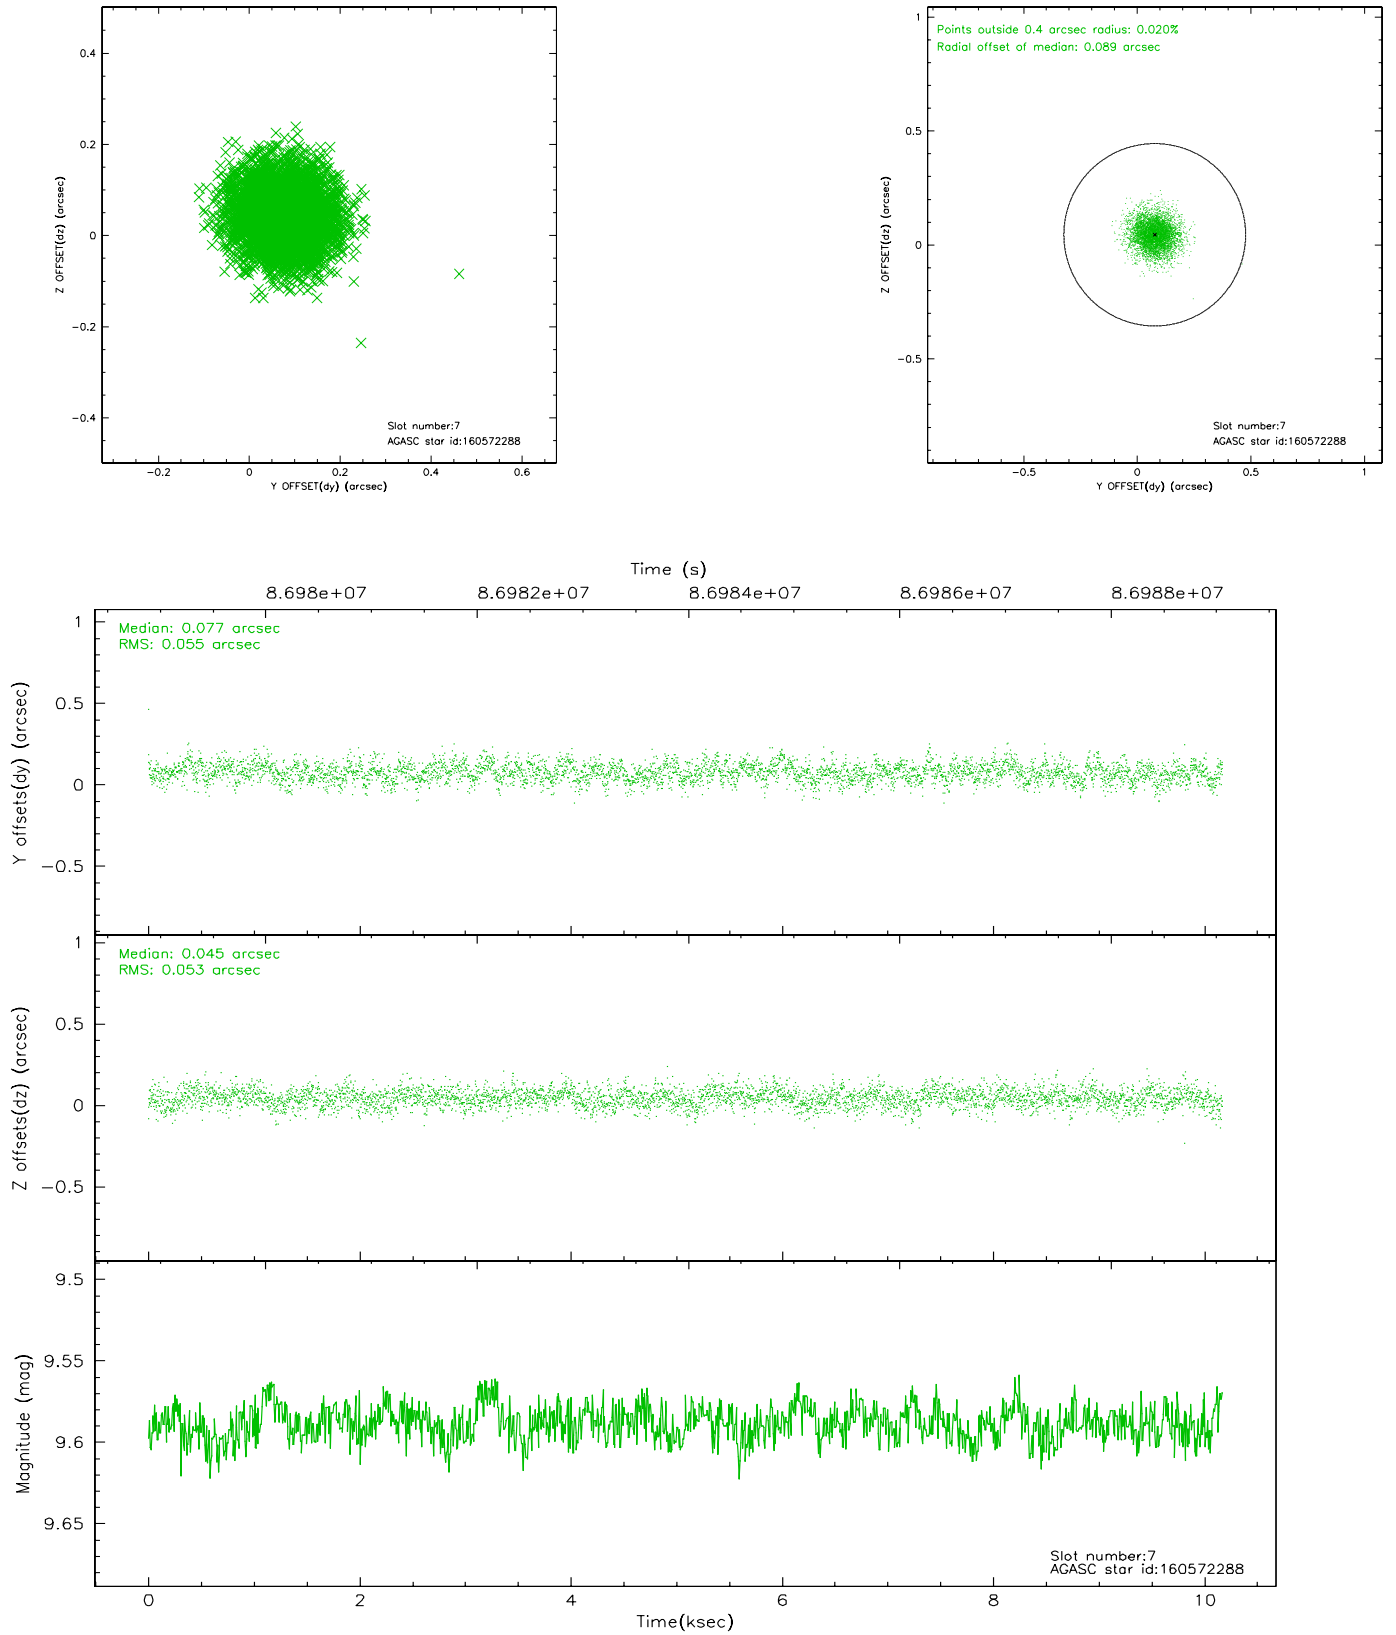 0.4
0.2
0
-0.2
-0.4
Z OFFSET(dz) (arcsec)
Slot number:7
AGASC star id:160572288
-0.2 0 0.2 0.4 0.6
Y OFFSET(dy) (arcsec)
Points outside 0.4 arcsec radius: 0.020%
Radial offset of median: 0.089 arcsec
1
0.5
0
-0.5
Z OFFSET(dz) (arcsec)
Slot number:7
AGASC star id:160572288
-0.5 0 0.5 1
Y OFFSET(dy) (arcsec)
Time (s)
8.698e+07 8.6982e+07 8.6984e+07 8.6986e+07 8.6988e+07
Median: 0.077 arcsec
RMS: 0.055 arcsec
1
0.5
0
-0.5
Y offsets(dy) (arcsec)
Median: 0.045 arcsec
RMS: 0.053 arcsec
1
0.5
0
-0.5
Z offsets(dz) (arcsec)
9.5
9.55
9.6
9.65
Magnitude (mag)
Slot number:7
AGASC star id:160572288
0 2 4 6 8 10
Time(ksec)